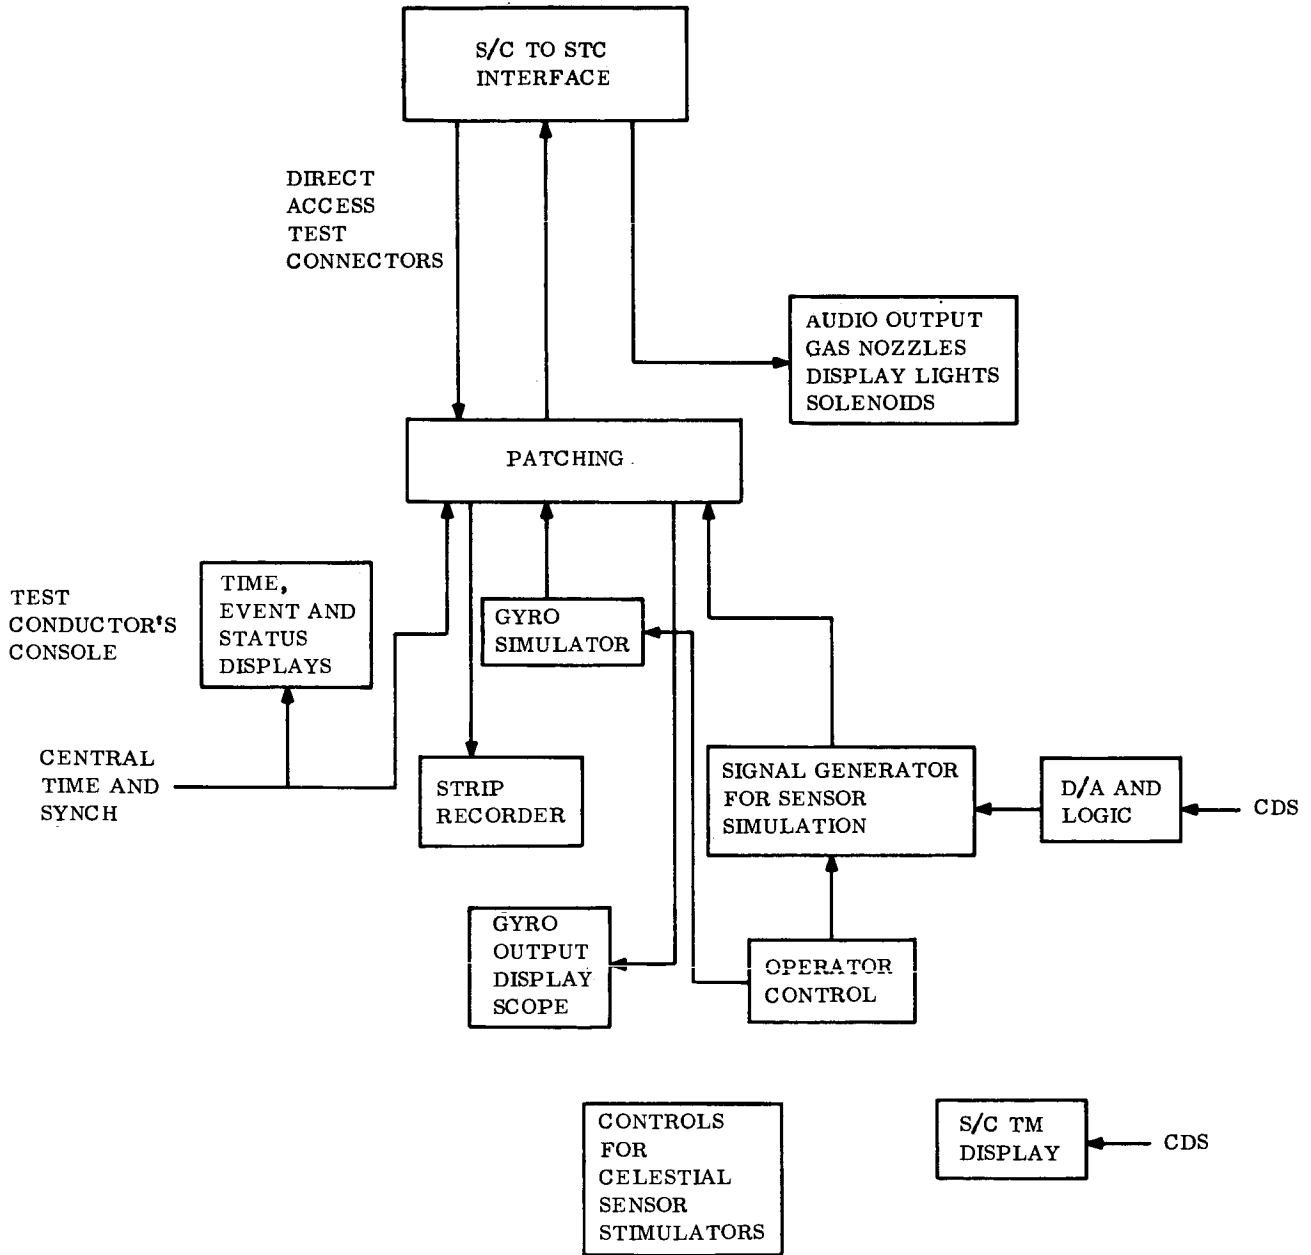 S/C TO STC
INTERFACE
DIRECT
ACCESS
TEST
CONNECTORS
AUDIO OUTPUT
GAS NOZZLES
DISPLAY LIGHTS
SOLENOIDS
PATCHING
TEST
CONDUCTOR'S
CONSOLE
TIME,
EVENT AND
STATUS
DISPLAYS
GYRO
SIMULATOR
CENTRAL
TIME AND
SYNCH
STRIP
RECORDER
SIGNAL GENERATOR
FOR SENSOR
SIMULATION
D/A AND
LOGIC
CDS
GYRO
OUTPUT
DISPLAY
SCOPE
OPERATOR
CONTROL
CONTROLS
FOR
CELESTIAL
SENSOR
STIMULATORS
S/C TM
DISPLAY
CDS